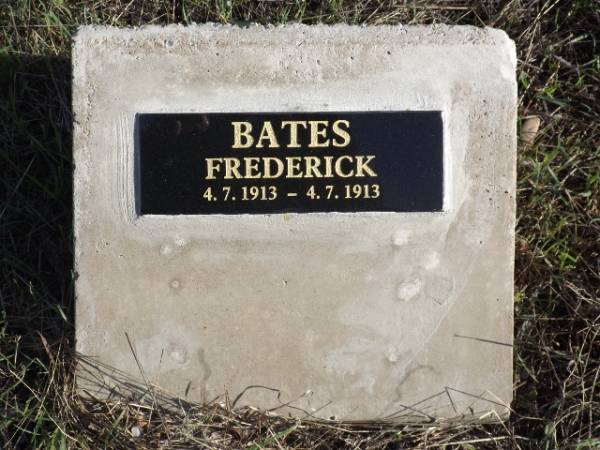 BATES
FREDERICK
4. 7. 1913 – 4. 7. 1913